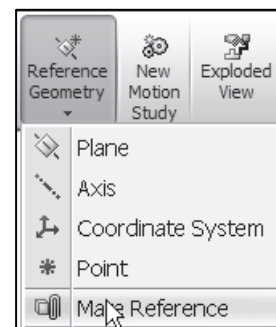 Reference Geometry
New Motion Study
Exploded View
Plane
Axis
Coordinate System
Point
Mate Reference